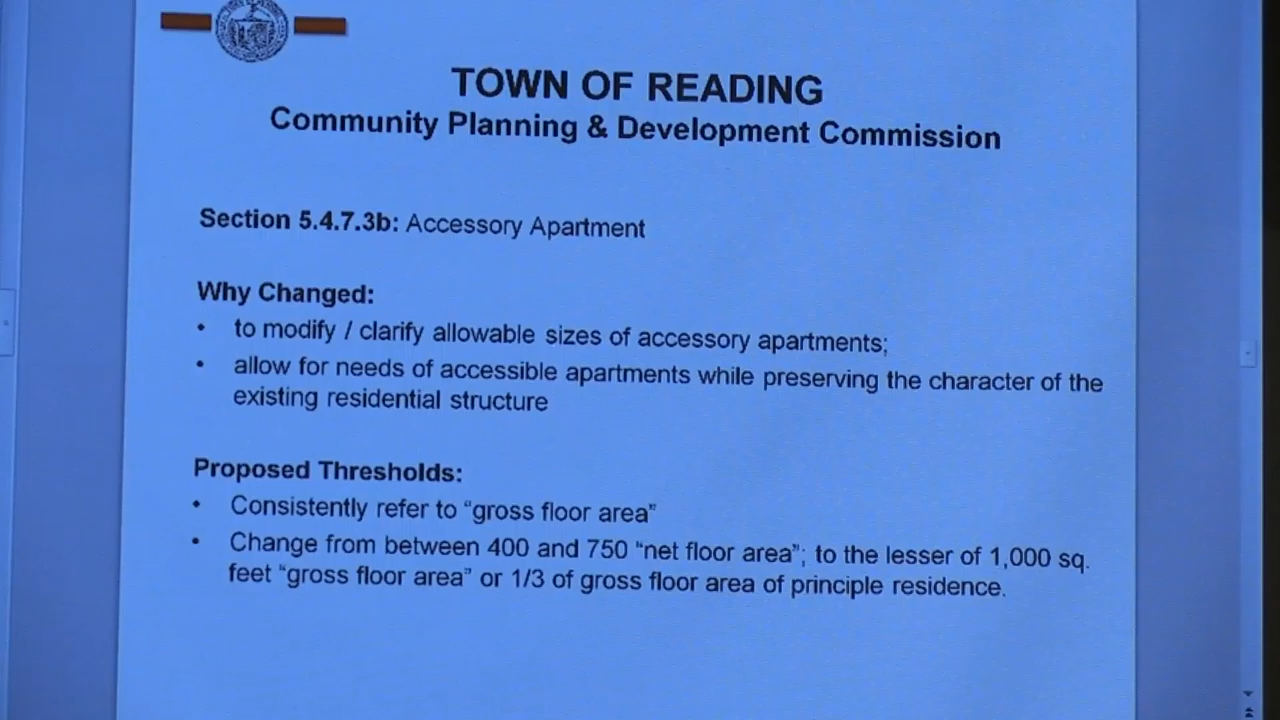 TOWN OF READING
Community Planning & Development Commission
Section 5.4.7.3b: Accessory Apartment
Why Changed:
• to modify / clarify allowable sizes of accessory apartments;
• allow for needs of accessible apartments while preserving the character of the
existing residential structure
Proposed Thresholds:
• Consistently refer to “gross floor area”
• Change from between 400 and 750 “net floor area”; to the lesser of 1,000 sq.
feet “gross floor area” or 1/3 of gross floor area of principle residence.